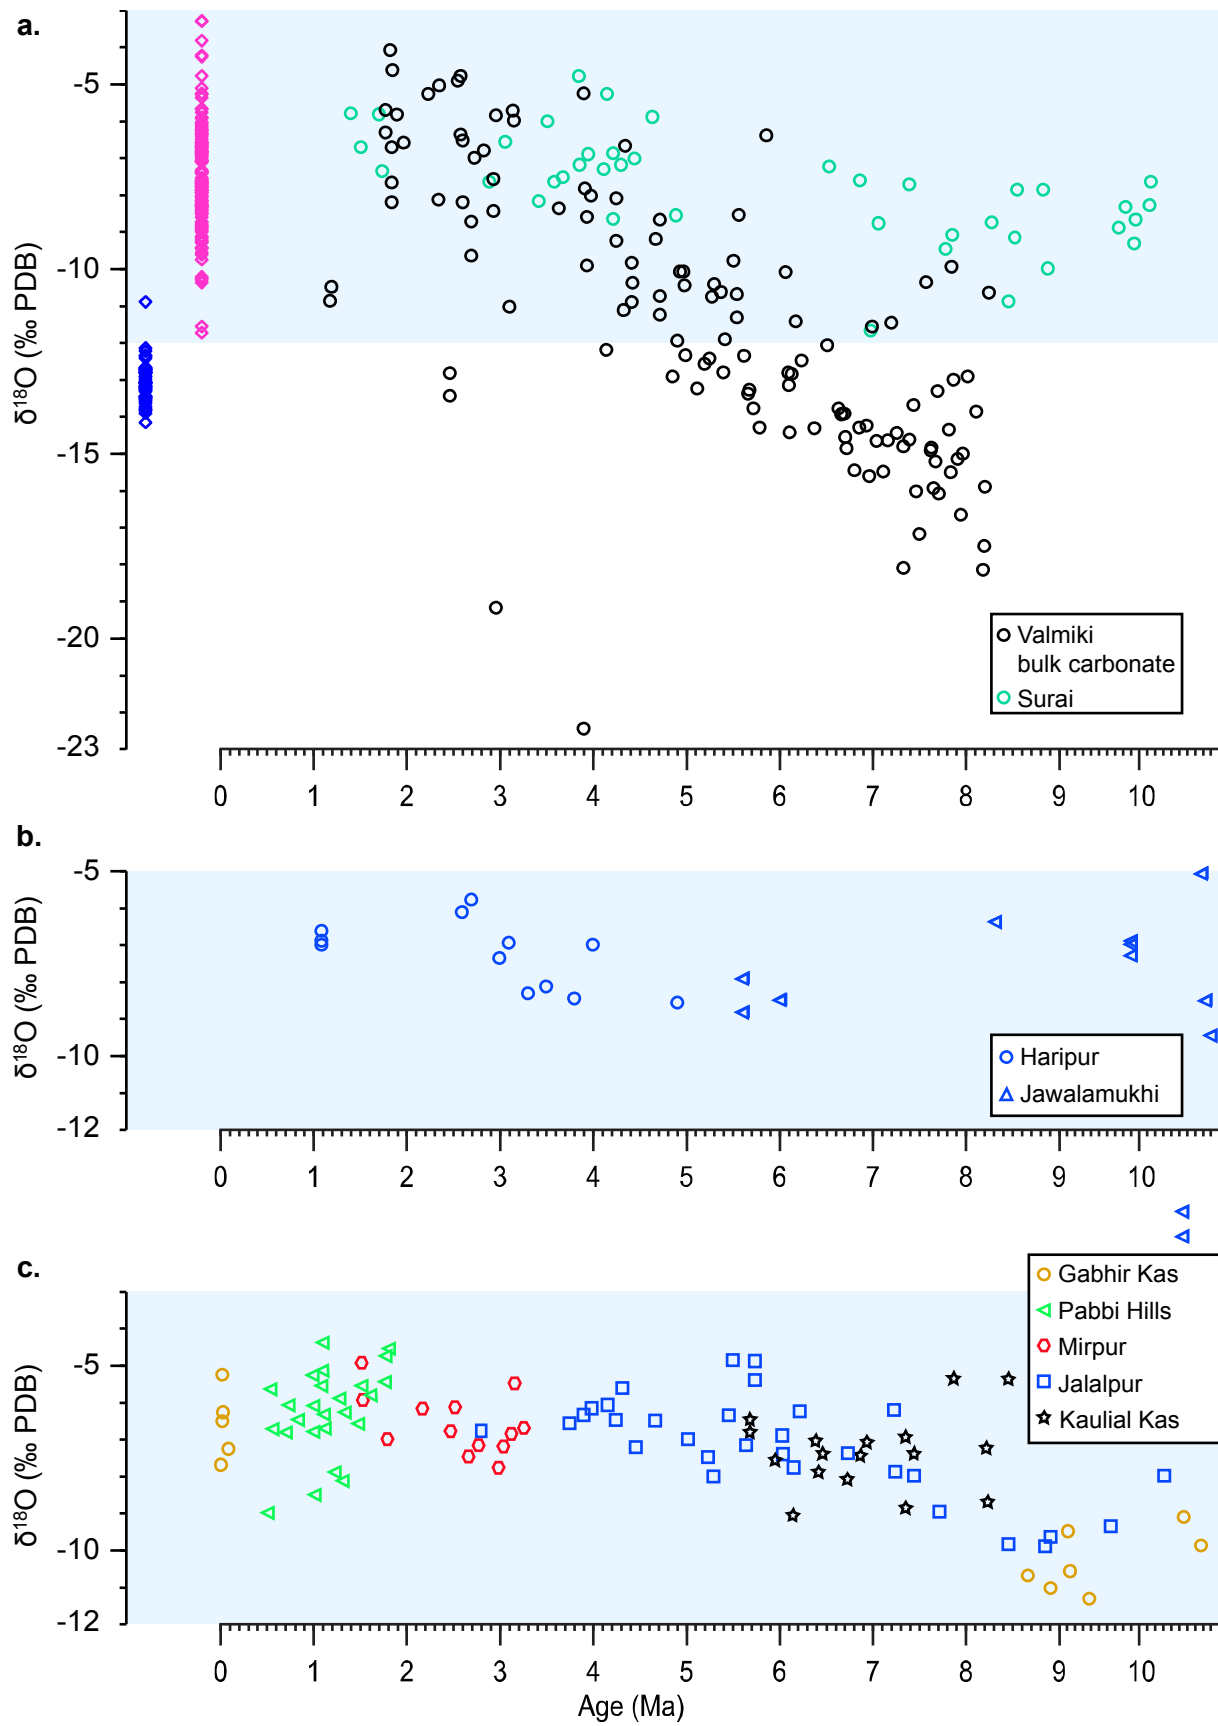 a.
-5
-10
-15
-20
-23
δ¹⁸O (‰ PDB)
Valmiki
bulk carbonate
Surai
0 1 2 3 4 5 6 7 8 9 10
b.
-5
-10
-12
δ¹⁸O (‰ PDB)
Haripur
Jawalamukhi
0 1 2 3 4 5 6 7 8 9 10
c.
-5
-10
-12
δ¹⁸O (‰ PDB)
Gabhir Kas
Pabbi Hills
Mirpur
Jalalpur
Kaulial Kas
0 1 2 3 4 5 6 7 8 9 10
Age (Ma)